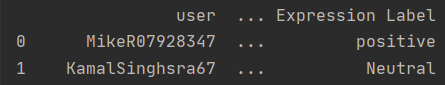 user ... Expression Label
0 MikeR07928347 ... positive
1 KamalSinghsra67 ... Neutral